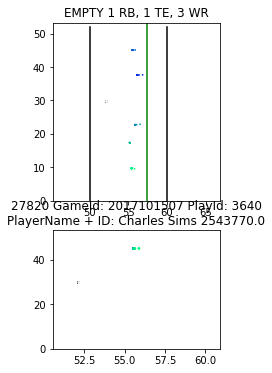 EMPTY 1 RB, 1 TE, 3 WR
50
40
30
20
10
0
50 55 60 65
27820 GameId: 2017101507 PlayId: 3640
PlayerName + ID: Charles Sims 2543770.0
40
20
0
52.5 55.0 57.5 60.0